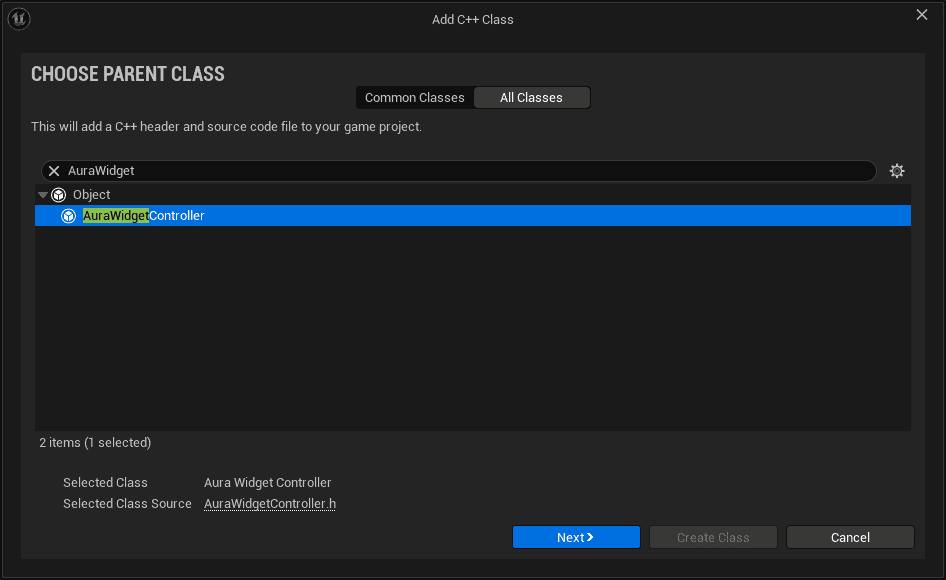 Add C++ Class
CHOOSE PARENT CLASS
Common Classes All Classes
This will add a C++ header and source code file to your game project.
AuraWidget
Object
AuraWidgetController
2 items (1 selected)
Selected Class Aura Widget Controller
Selected Class Source AuraWidgetController.h
Next Create Class Cancel